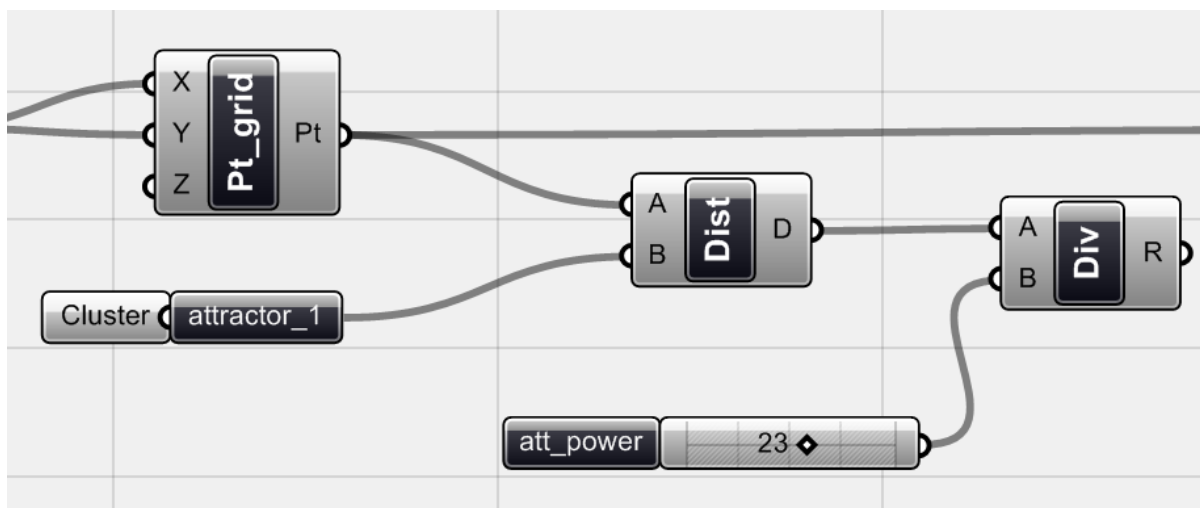 X
Y
Z
Pt_grid
Pt
A
B
Dist
D
A
B
Div
R
Cluster
attractor_1
att_power
23